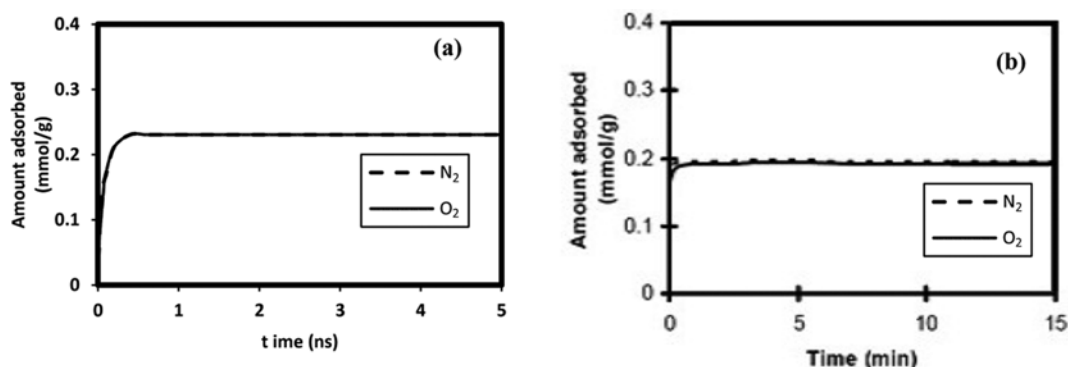 Amount adsorbed
(mmol/g)
0.4
0.3
0.2
0.1
0
(a)
N₂
O₂
0 1 2 3 4 5
t ime (ns)
Amount adsorbed
(mmol/g)
0.4
0.3
0.2
0.1
0
(b)
N₂
O₂
0 5 10 15
Time (min)